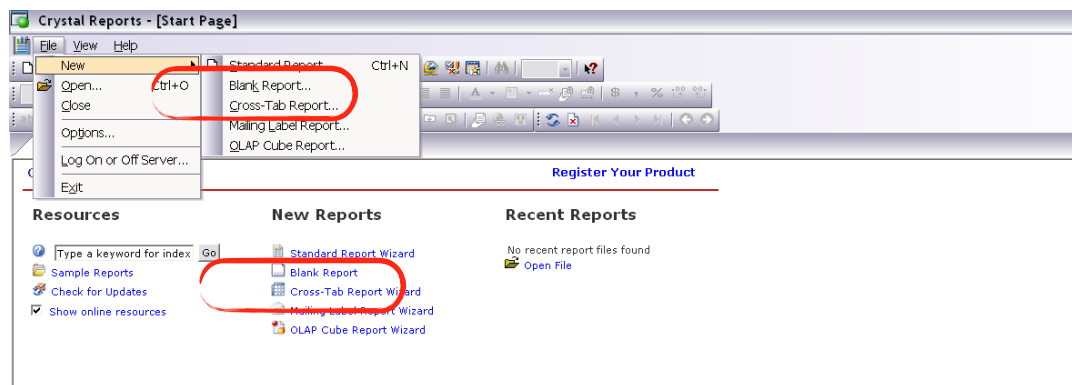 Crystal Reports - [Start Page]
File View Help
New
Standard Report... Ctrl+N
Open... Ctrl+O
Blank Report...
Close
Cross-Tab Report...
Options...
Mailing Label Report...
Log On or Off Server...
OLAP Cube Report...
Exit
Register Your Product
Resources
New Reports
Recent Reports
Type a keyword for index Go
Sample Reports
Check for Updates
Show online resources
Standard Report Wizard
Blank Report
Cross-Tab Report Wizard
Mailing Label Report Wizard
OLAP Cube Report Wizard
No recent report files found
Open File